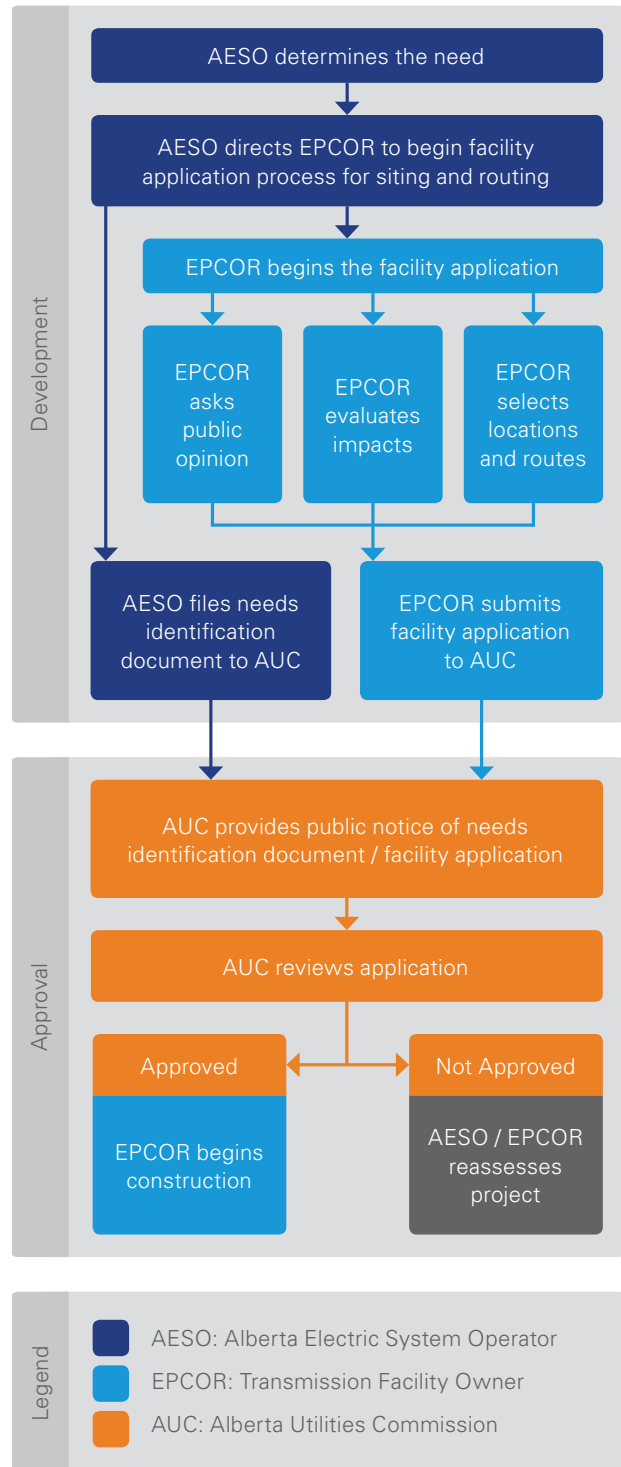 Development
AESO determines the need
AESO directs EPCOR to begin facility
application process for siting and routing
EPCOR begins the facility application
EPCOR
asks
public
opinion
EPCOR
evaluates
impacts
EPCOR
selects
locations
and routes
AESO files needs
identification
document to AUC
EPCOR submits
facility application
to AUC
Approval
AUC provides public notice of needs
identification document / facility application
AUC reviews application
Approved
EPCOR begins
construction
Not Approved
AESO / EPCOR
reassesses
project
Legend
AESO: Alberta Electric System Operator
EPCOR: Transmission Facility Owner
AUC: Alberta Utilities Commission